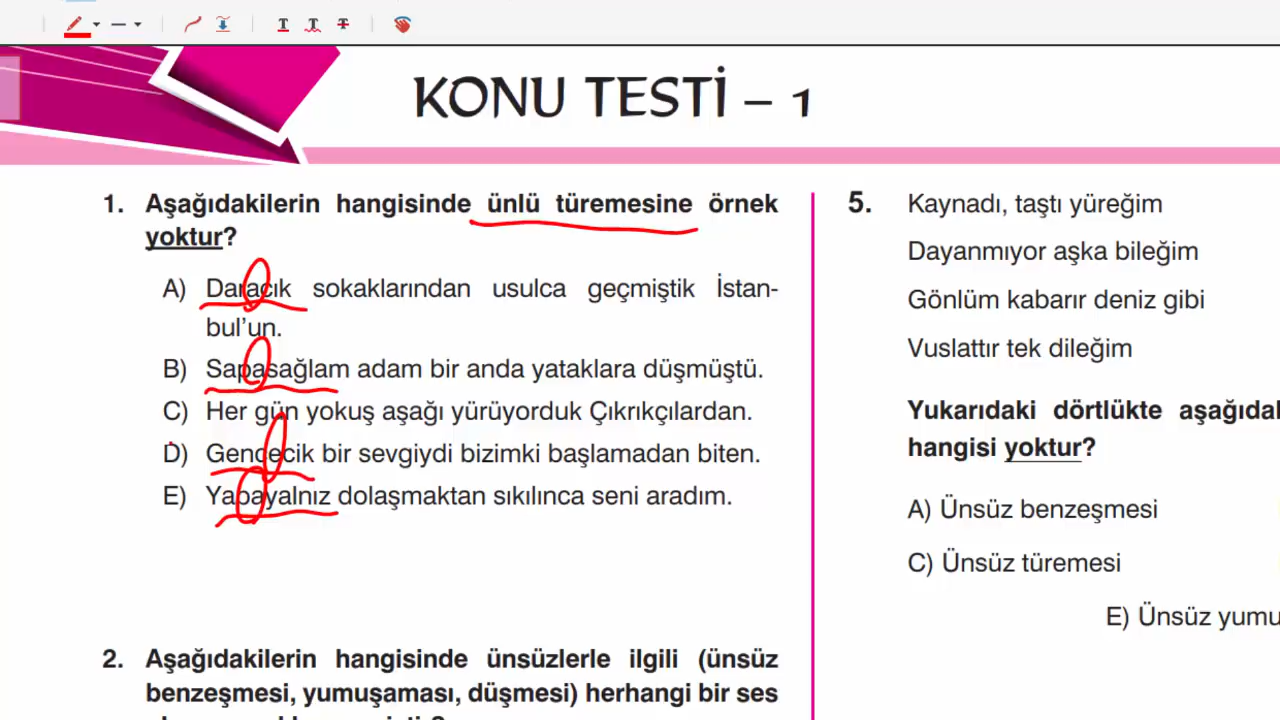 KONU TESTİ – 1
1. Aşağıdakilerin hangisinde ünlü türemesine örnek
yoktur?
A) Daracık sokaklarından usulca geçmiştik İstan-
bul’un.
B) Sapasağlam adam bir anda yataklara düşmüştü.
C) Her gün yokuş aşağı yürüyorduk Çıkrıkçılardan.
D) Gencecik bir sevgiydi bizimki başlamadan biten.
E) Yapayalnız dolaşmaktan sıkılınca seni aradım.
2. Aşağıdakilerin hangisinde ünsüzlerle ilgili (ünsüz
benzeşmesi, yumuşaması, düşmesi) herhangi bir ses
5. Kaynadı, taştı yüreğim
Dayanmıyor aşka bileğim
Gönlüm kabarır deniz gibi
Vuslattır tek dileğim
Yukarıdaki dörtlükte aşağıdal
hangisi yoktur?
A) Ünsüz benzeşmesi
C) Ünsüz türemesi
E) Ünsüz yumu